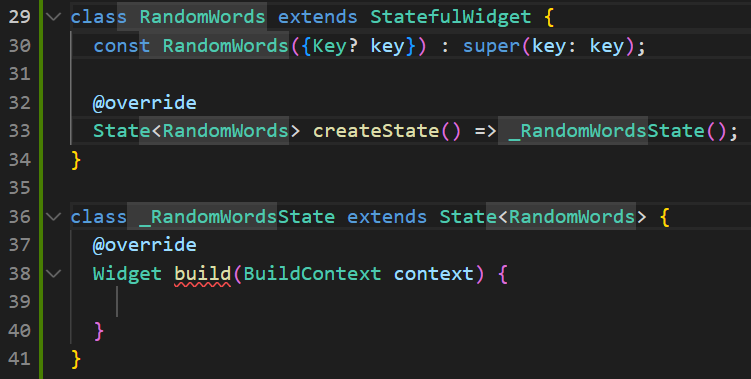 29 class RandomWords extends StatefulWidget {
30 const RandomWords({Key? key}) : super(key: key);
31
32 @override
33 State<RandomWords> createState() => _RandomWordsState();
34 }
35
36 class _RandomWordsState extends State<RandomWords> {
37 @override
38 Widget build(BuildContext context) {
39
40 }
41 }